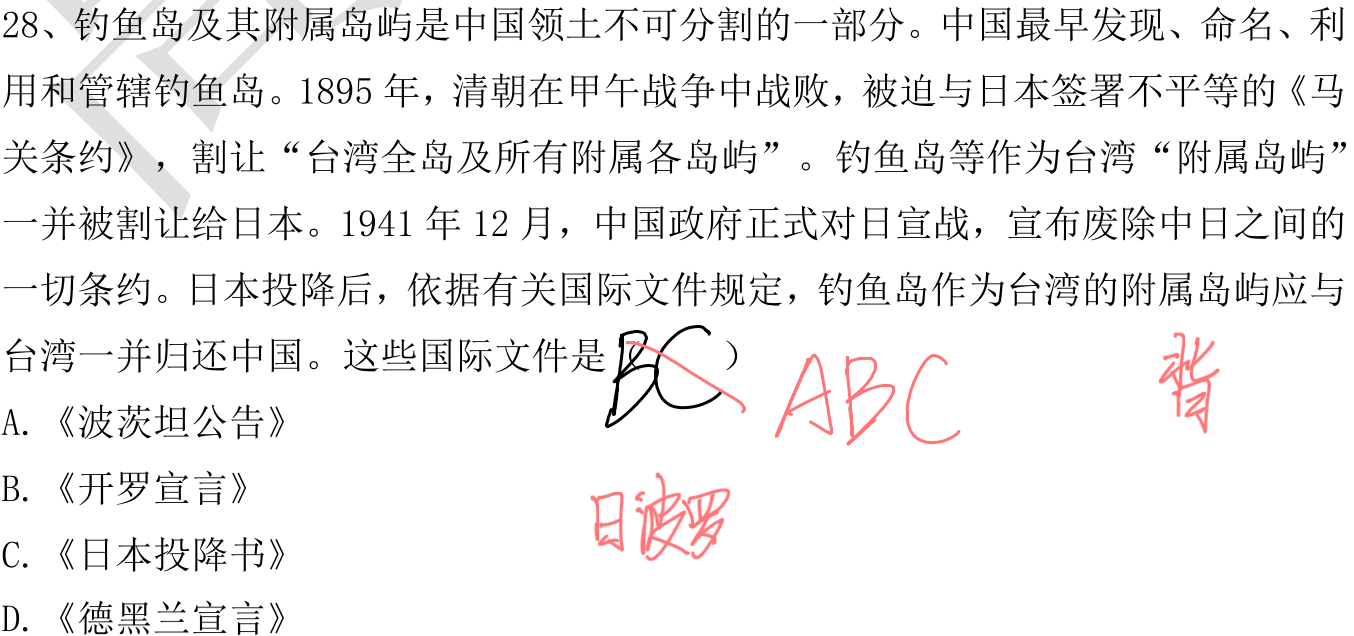 28、钓鱼岛及其附属岛屿是中国领土不可分割的一部分。中国最早发现、命名、利
用和管辖钓鱼岛。1895 年，清朝在甲午战争中战败，被迫与日本签署不平等的《马
关条约》，割让“台湾全岛及所有附属各岛屿”。钓鱼岛等作为台湾“附属岛屿”
一并被割让给日本。1941 年 12 月，中国政府正式对日宣战，宣布废除中日之间的
一切条约。日本投降后，依据有关国际文件规定，钓鱼岛作为台湾的附属岛屿应与
台湾一并归还中国。这些国际文件是（BC）
ABC
背
A. 《波茨坦公告》
B. 《开罗宣言》
日波罗
C. 《日本投降书》
D. 《德黑兰宣言》